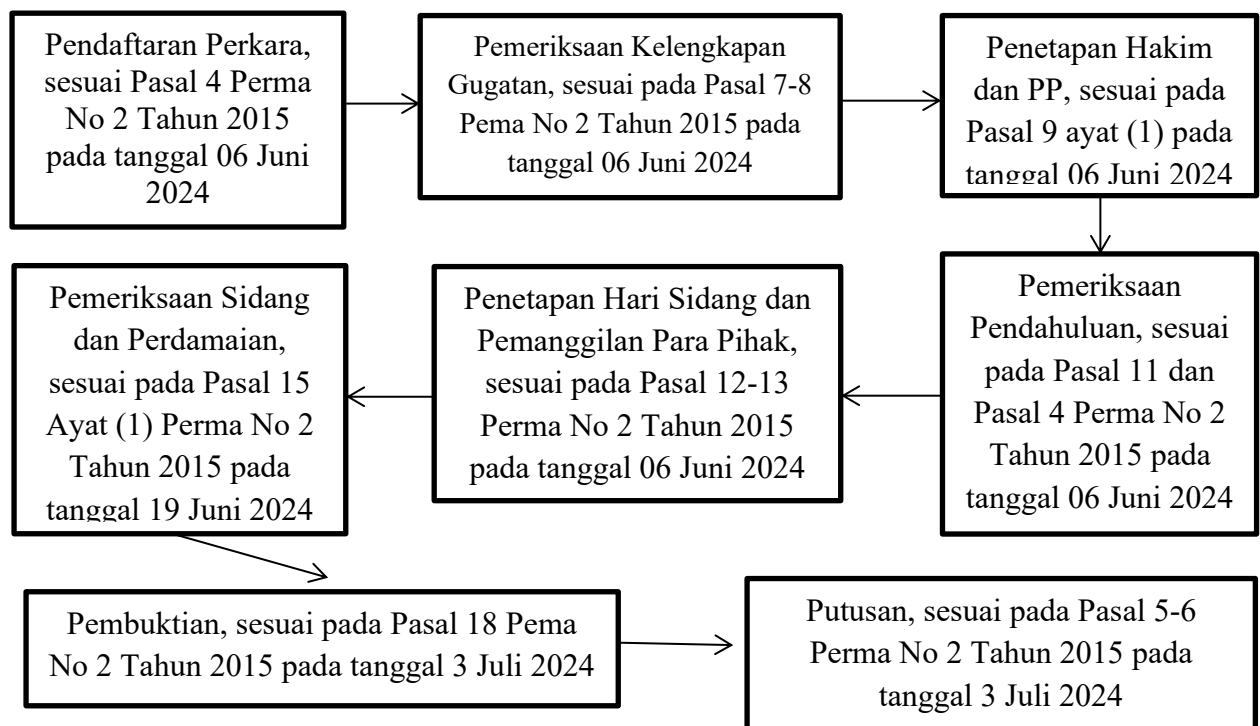 Pendaftaran Perkara,
sesuai Pasal 4 Perma
No 2 Tahun 2015
pada tanggal 06 Juni
2024
Pemeriksaan Kelengkapan
Gugatan, sesuai pada Pasal 7-8
Pema No 2 Tahun 2015 pada
tanggal 06 Juni 2024
Penetapan Hakim
dan PP, sesuai pada
Pasal 9 ayat (1) pada
tanggal 06 Juni 2024
Pemeriksaan
Pendahuluan, sesuai
pada Pasal 11 dan
Pasal 4 Perma No 2
Tahun 2015 pada
tanggal 06 Juni 2024
Penetapan Hari Sidang dan
Pemanggilan Para Pihak,
sesuai pada Pasal 12-13
Perma No 2 Tahun 2015
pada tanggal 06 Juni 2024
Pemeriksaan Sidang
dan Perdamaian,
sesuai pada Pasal 15
Ayat (1) Perma No 2
Tahun 2015 pada
tanggal 19 Juni 2024
Pembuktian, sesuai pada Pasal 18 Pema
No 2 Tahun 2015 pada tanggal 3 Juli 2024
Putusan, sesuai pada Pasal 5-6
Perma No 2 Tahun 2015 pada
tanggal 3 Juli 2024